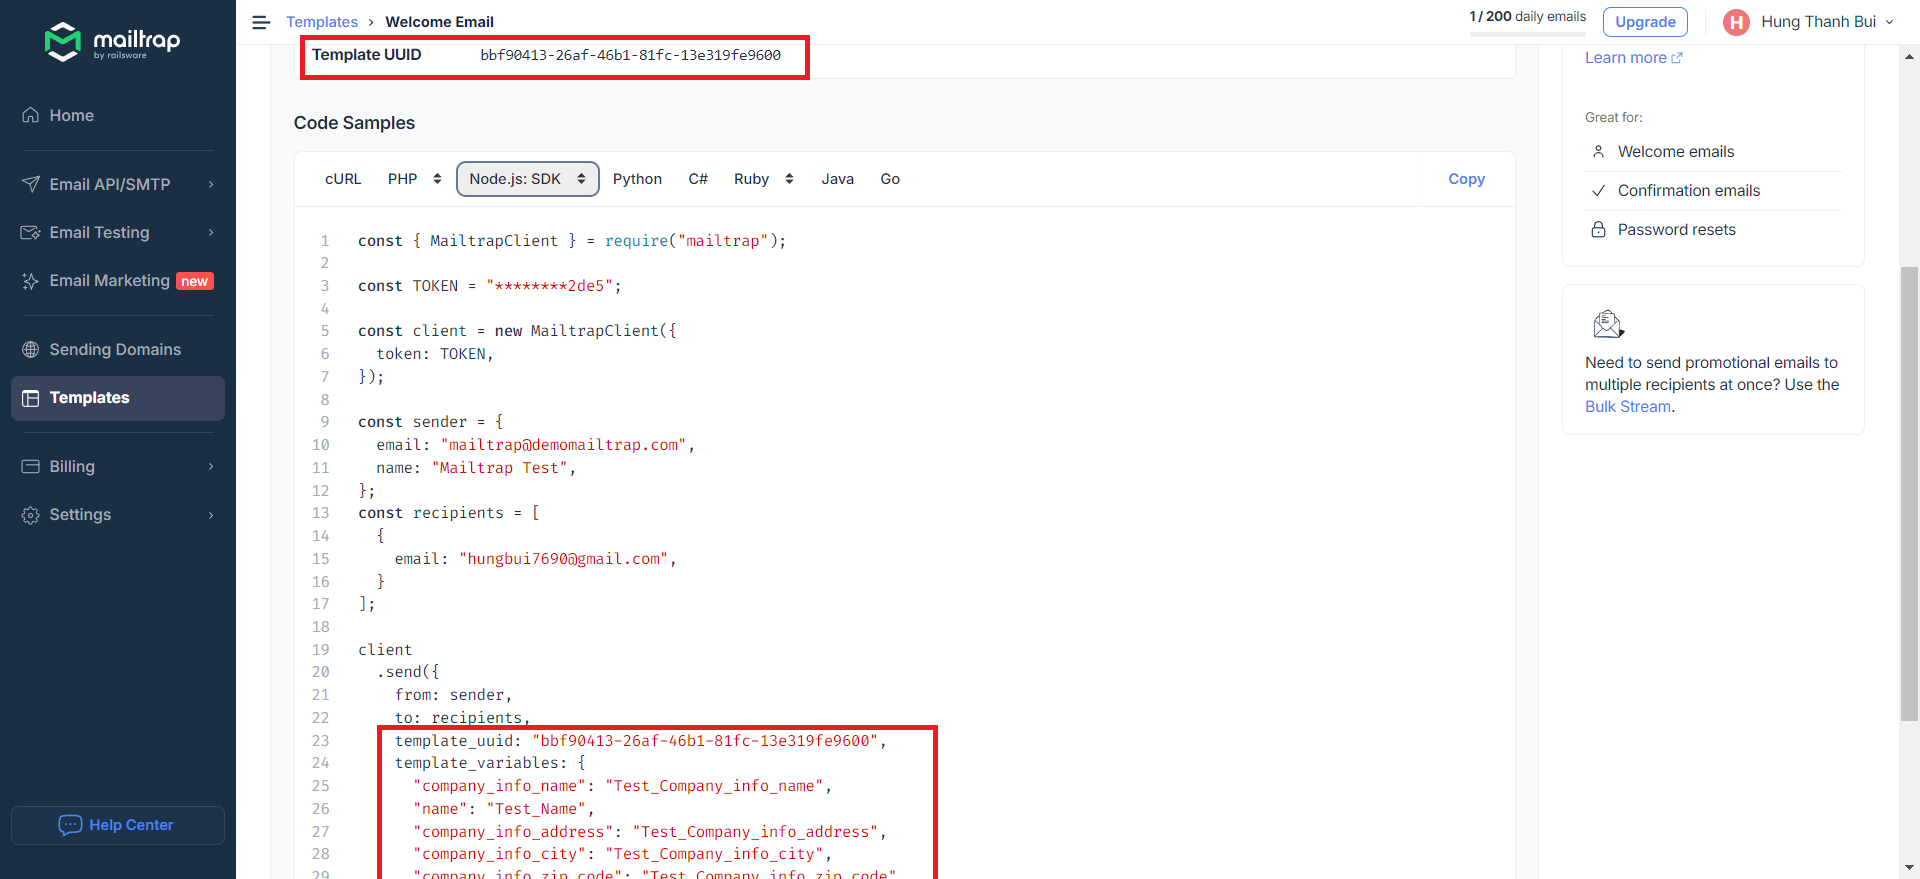 mailtrap
by railsware
Home
Email API/SMTP
Email Testing
Email Marketing new
Sending Domains
Templates
Billing
Settings
Help Center
Templates › Welcome Email
1 / 200 daily emails
Upgrade
H Hung Thanh Bui
Template UUID bbf90413-26af-46b1-81fc-13e319fe9600
Code Samples
cURL PHP Node.js: SDK Python C# Ruby Java Go Copy
1 const { MailtrapClient } = require("mailtrap");
2
3 const TOKEN = "********2de5";
4
5 const client = new MailtrapClient({
6 token: TOKEN,
7 });
8
9 const sender = {
10 email: "mailtrap@demomailtrap.com",
11 name: "Mailtrap Test",
12 };
13 const recipients = [
14 {
15 email: "hungbui7690@gmail.com",
16 }
17 ];
18
19 client
20 .send({
21 from: sender,
22 to: recipients,
23 template_uuid: "bbf90413-26af-46b1-81fc-13e319fe9600",
24 template_variables: {
25 "company_info_name": "Test_Company_info_name",
26 "name": "Test_Name",
27 "company_info_address": "Test_Company_info_address",
28 "company_info_city": "Test_Company_info_city",
29 "company_info_zip_code": "Test_Company_info_zip_code"
Learn more
Great for:
Welcome emails
Confirmation emails
Password resets
Need to send promotional emails to
multiple recipients at once? Use the
Bulk Stream.